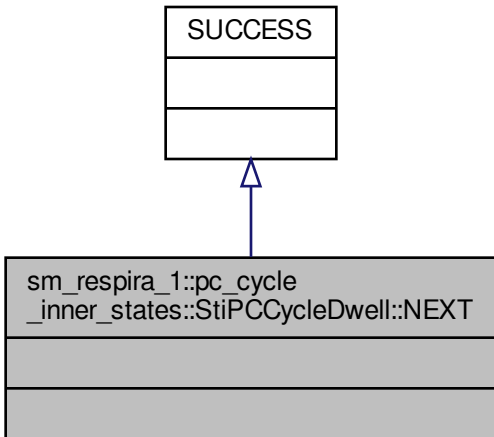 SUCCESS
sm_respira_1::pc_cycle
_inner_states::StiPCCycleDwell::NEXT